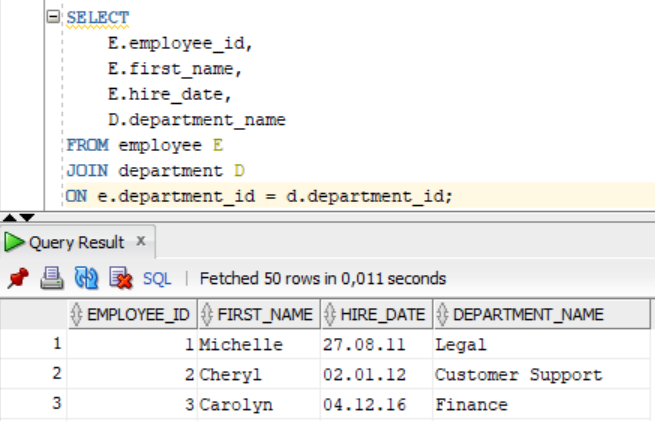 SELECT
E.employee_id,
E.first_name,
E.hire_date,
D.department_name
FROM employee E
JOIN department D
ON e.department_id = d.department_id;
Query Result x
SQL | Fetched 50 rows in 0,011 seconds
EMPLOYEE_ID FIRST_NAME HIRE_DATE DEPARTMENT_NAME
1 1 Michelle 27.08.11 Legal
2 2 Cheryl 02.01.12 Customer Support
3 3 Carolyn 04.12.16 Finance